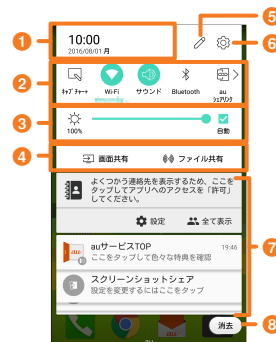 ⑤
① 10:00
2016/08/01 月
⑥
②
ｷｬﾌﾟﾁｬｰ+ Wi-Fi サウンド Bluetooth au
ｼｪｱﾘﾝｸﾞ
③
100% 自動
④ 画面共有 ファイル共有
よくつかう連絡先を表示するため、ここを
タップしてアプリへのアクセスを「許可」
してください。
設定 全て表示
⑦
au
auサービスTOP 19:46
ここをタップして色々な特典を確認
スクリーンショットシェア
設定を変更するにはここをタップ
消去 ⑧